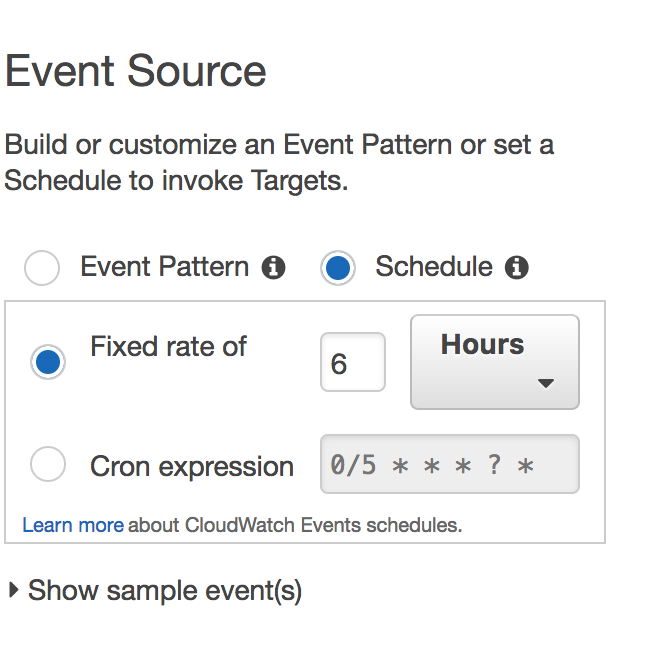 Event Source
Build or customize an Event Pattern or set a
Schedule to invoke Targets.
Event Pattern Schedule
Fixed rate of 6 Hours
Cron expression 0/5 * * * ? *
Learn more about CloudWatch Events schedules.
Show sample event(s)